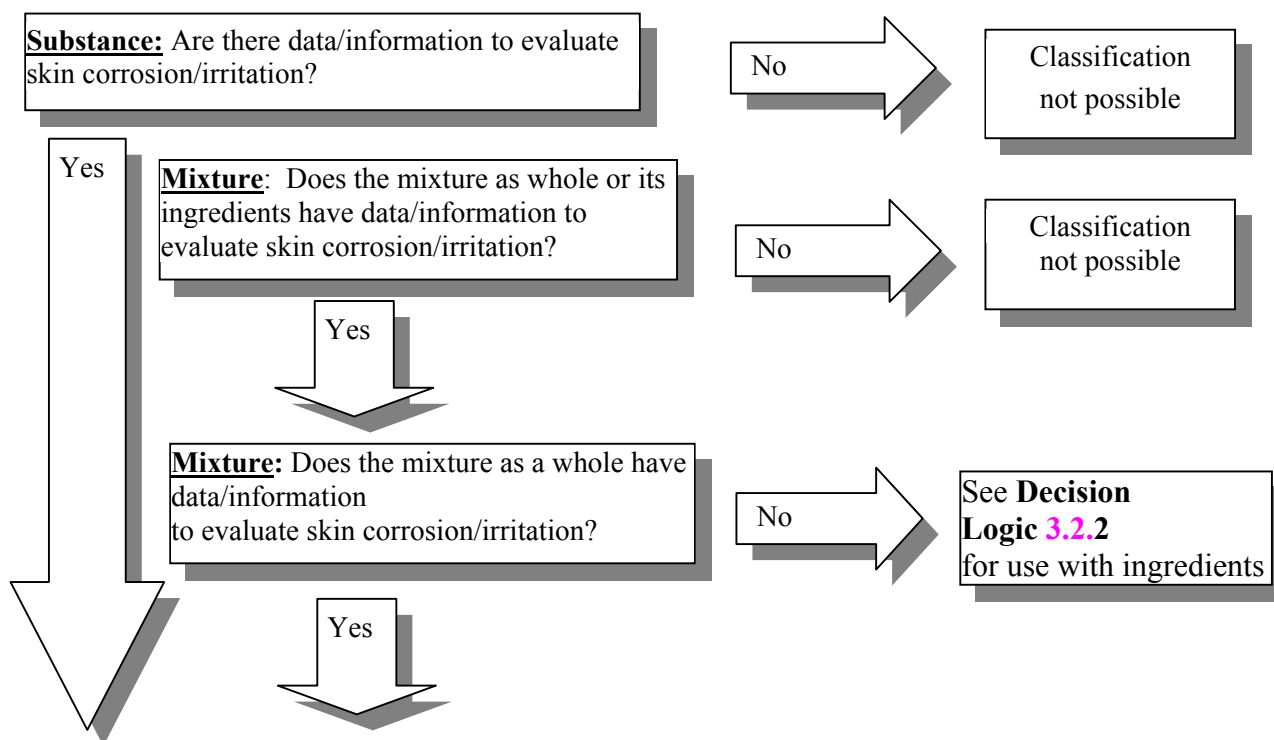 Substance: Are there data/information to evaluate
skin corrosion/irritation?
No
Classification
not possible
Yes
Mixture:  Does the mixture as whole or its
ingredients have data/information to
evaluate skin corrosion/irritation?
No
Classification
not possible
Yes
Mixture: Does the mixture as a whole have
data/information
to evaluate skin corrosion/irritation?
No
See Decision
Logic 3.2.2
for use with ingredients
Yes